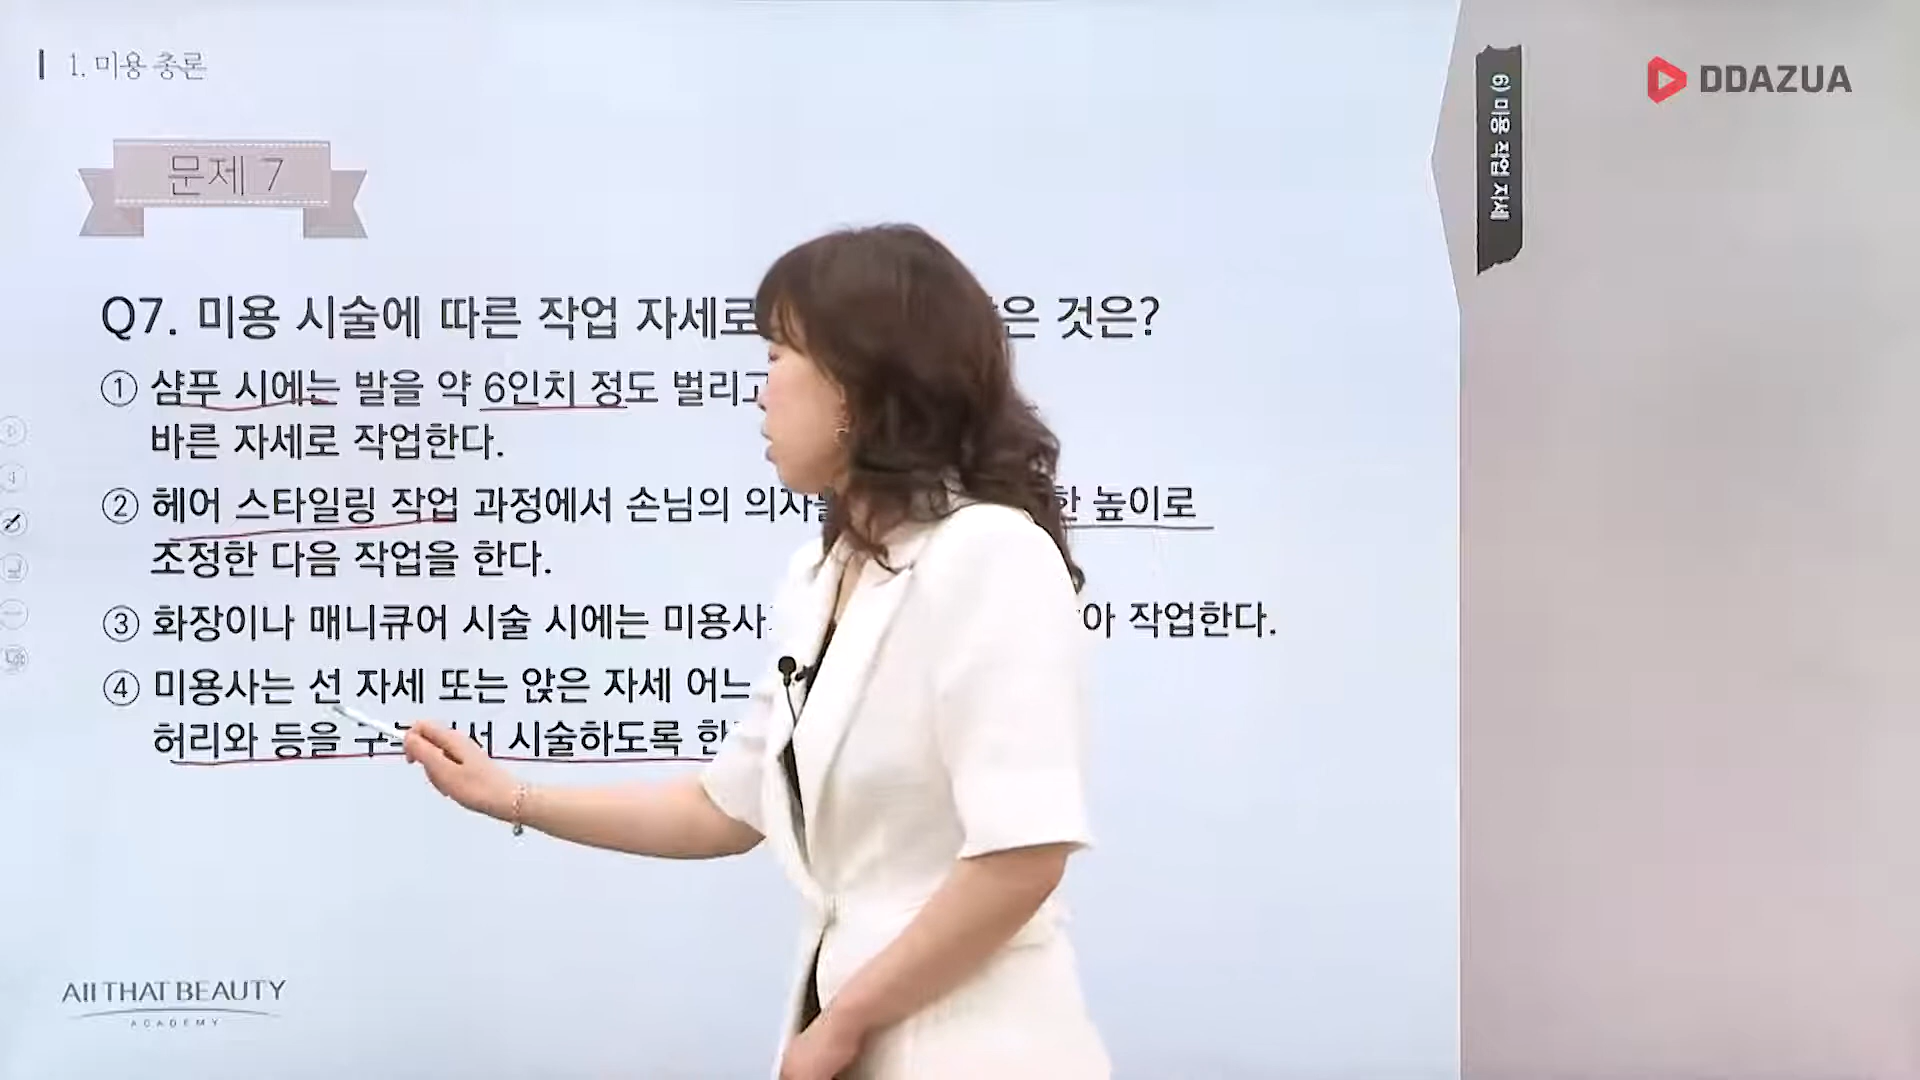 1. 미용 총론
문제 7
Q7. 미용 시술에 따른 작업 자세로 은 것은?
① 샴푸 시에는 발을 약 6인치 정도 벌리고
바른 자세로 작업한다.
② 헤어 스타일링 작업 과정에서 손님의 의자를 높이로
조정한 다음 작업을 한다.
③ 화장이나 매니큐어 시술 시에는 미용사 작업한다.
④ 미용사는 선 자세 또는 앉은 자세 어느
허리와 등을 시술하도록
6) 미용 작업 자세
DDAZUA
All THAT BEAUTY
ACADEMY